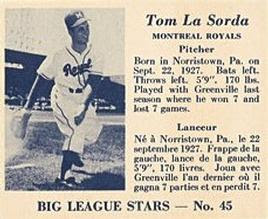 Tom La Sorda
MONTREAL ROYALS
Pitcher
Born in Norristown, Pa. on
Sept. 22, 1927. Bats left.
Throws left. 5'9". 170 lbs.
Played with Greenville last
season where he won 7 and
lost 7 games.
Lanceur
Né à Norristown, Pa., le 22
septembre 1927. Frappe de la
gauche, lance de la gauche.
5'9", 170 livres. Joua avec
Greenville l'an dernier où il
gagna 7 parties et en perdit 7.
BIG LEAGUE STARS — No. 45